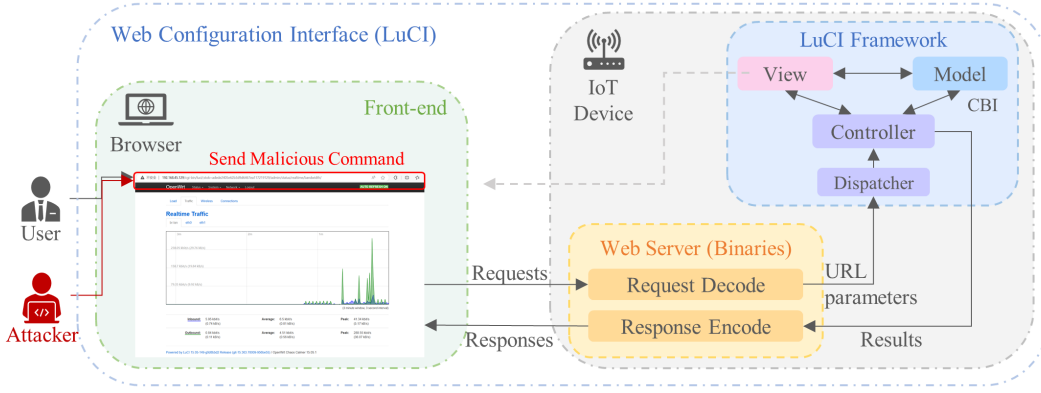 Web Configuration Interface (LuCI)
IoT
Device
LuCI Framework
View
Model
CBI
Controller
Dispatcher
Front-end
Browser
Send Malicious Command
User
Attacker
OpenWrt
Realtime Traffic
Web Server (Binaries)
Request Decode
Response Encode
Requests
Responses
URL
parameters
Results